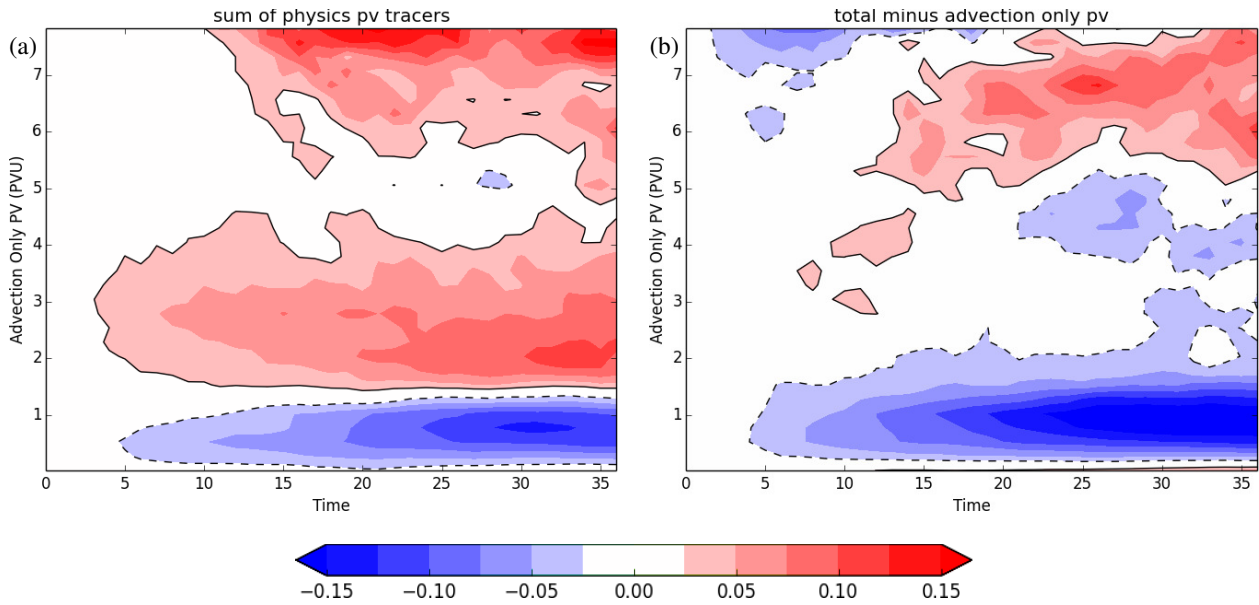 sum of physics pv tracers
total minus advection only pv
(a)
(b)
Advection Only PV (PVU)
7
6
5
4
3
2
1
0 5 10 15 20 25 30 35
Time
Advection Only PV (PVU)
7
6
5
4
3
2
1
0 5 10 15 20 25 30 35
Time
−0.15 −0.10 −0.05 0.00 0.05 0.10 0.15